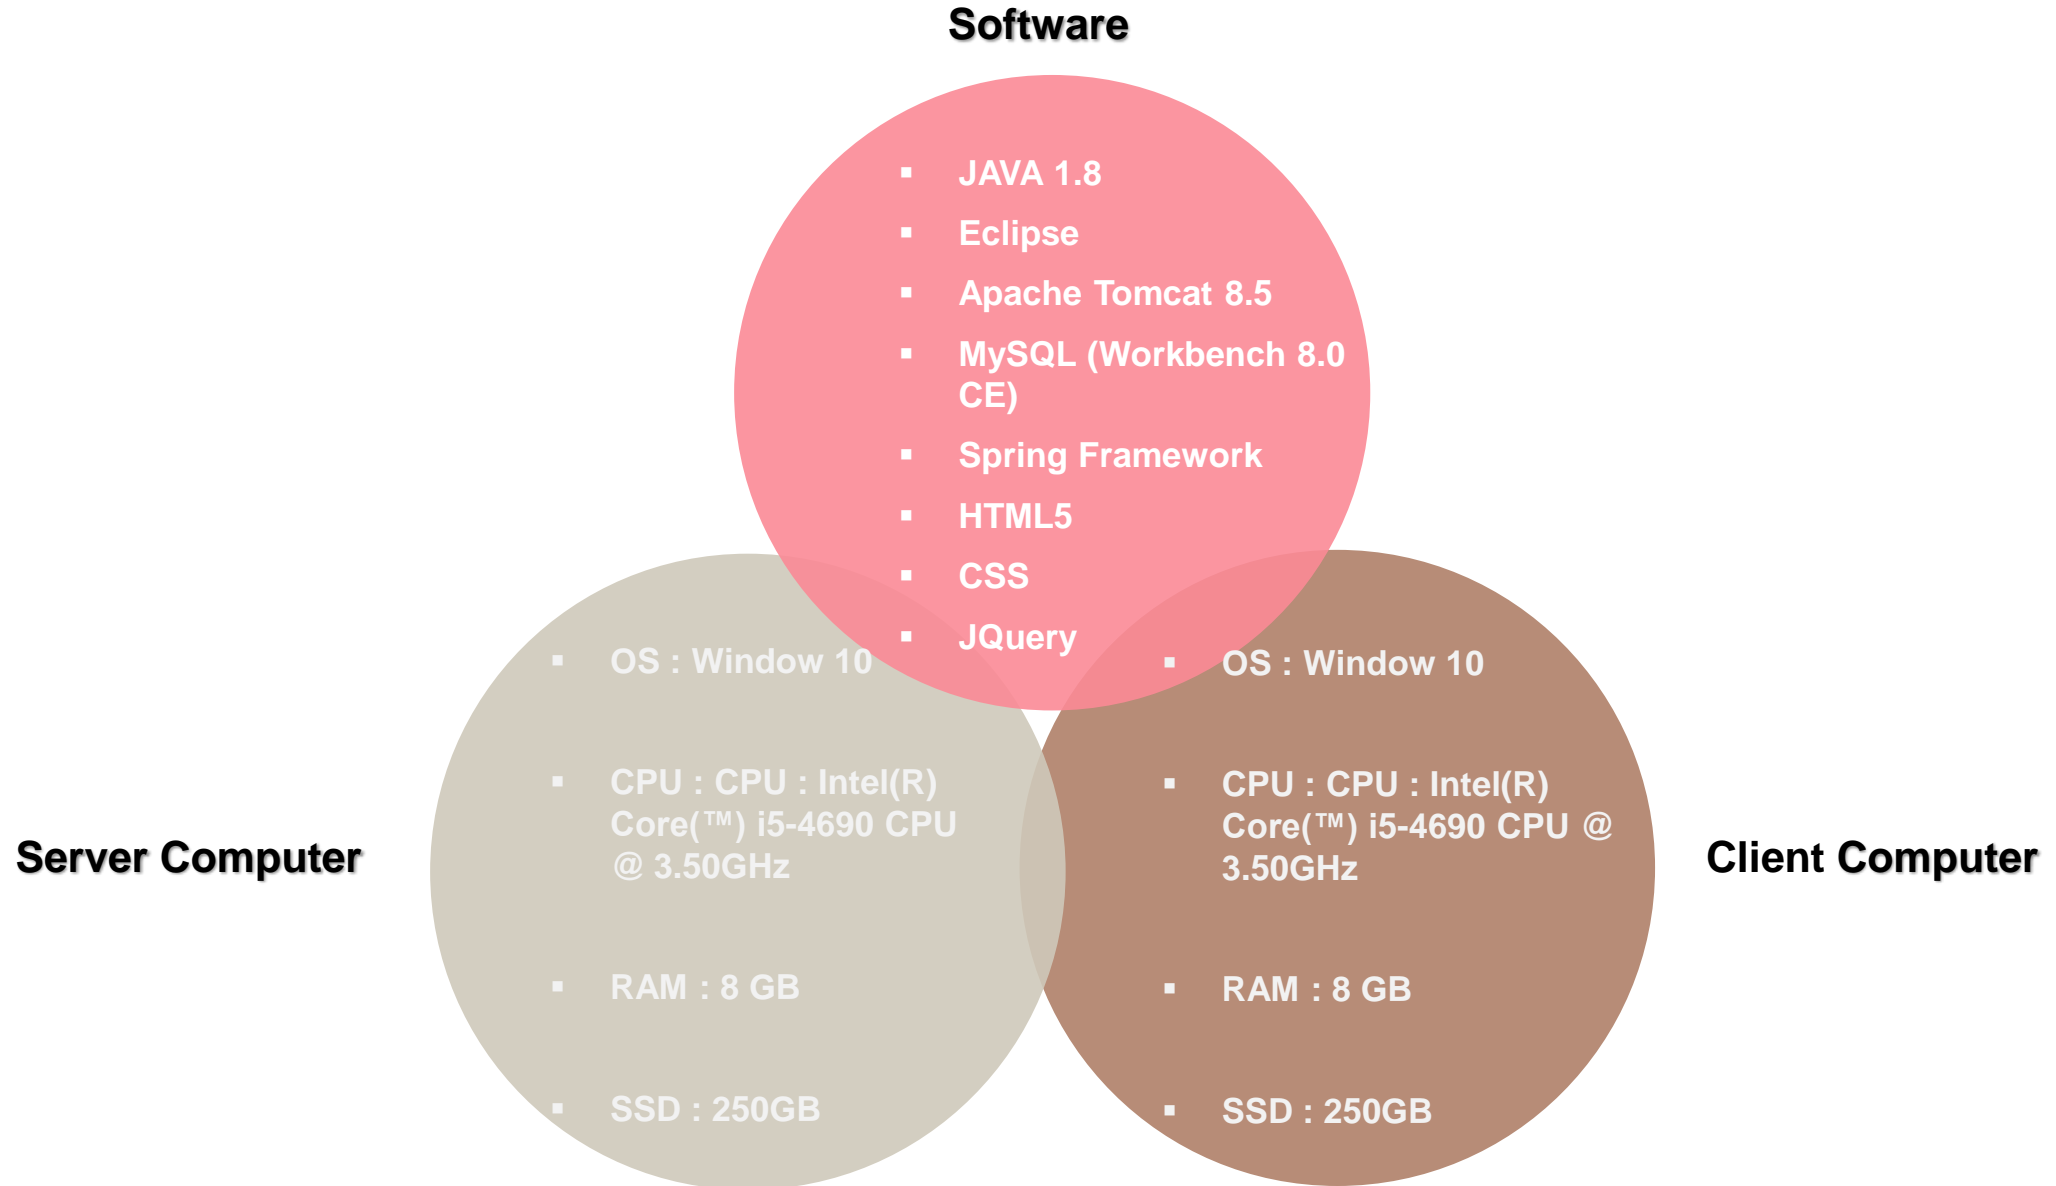 Software
▪ JAVA 1.8
▪ Eclipse
▪ Apache Tomcat 8.5
▪ MySQL (Workbench 8.0
CE)
▪ Spring Framework
▪ HTML5
▪ CSS
▪ JQuery
Server Computer
▪ OS : Window 10
▪ CPU : CPU : Intel(R)
Core(™) i5-4690 CPU
@ 3.50GHz
▪ RAM : 8 GB
▪ SSD : 250GB
Client Computer
▪ OS : Window 10
▪ CPU : CPU : Intel(R)
Core(™) i5-4690 CPU @
3.50GHz
▪ RAM : 8 GB
▪ SSD : 250GB